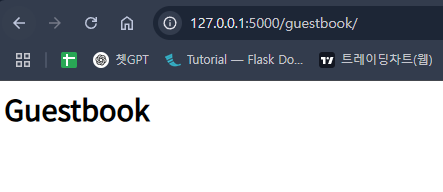 127.0.0.1:5000/guestbook/
챗GPT
Tutorial — Flask Do...
트레이딩차트(웹)
Guestbook